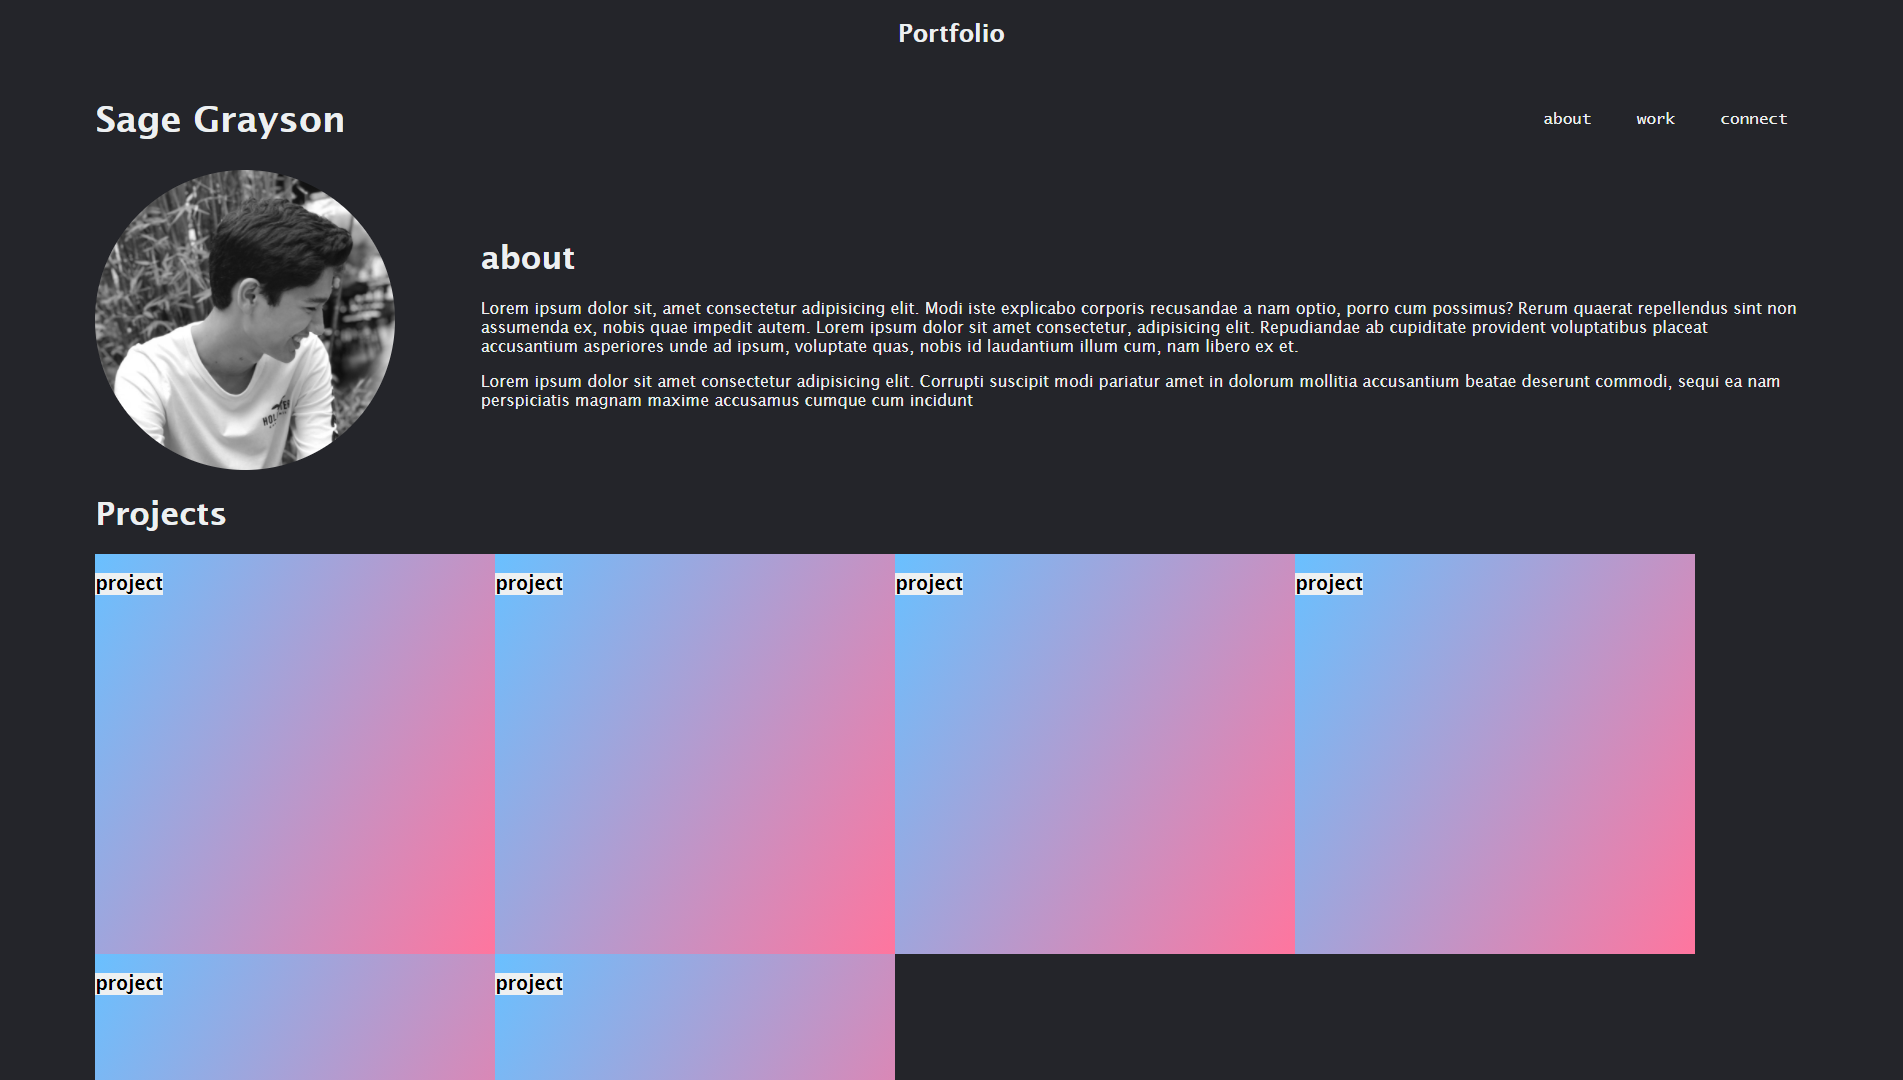 Portfolio
Sage Grayson
about work connect
about
Lorem ipsum dolor sit, amet consectetur adipisicing elit. Modi iste explicabo corporis recusandae a nam optio, porro cum possimus? Rerum quaerat repellendus sint non
assumenda ex, nobis quae impedit autem. Lorem ipsum dolor sit amet consectetur, adipisicing elit. Repudiandae ab cupiditate provident voluptatibus placeat
accusantium asperiores unde ad ipsum, voluptate quas, nobis id laudantium illum cum, nam libero ex et.
Lorem ipsum dolor sit amet consectetur adipisicing elit. Corrupti suscipit modi pariatur amet in dolorum mollitia accusantium beatae deserunt commodi, sequi ea nam
perspiciatis magnam maxime accusamus cumque cum incidunt
Projects
project project project project
project project